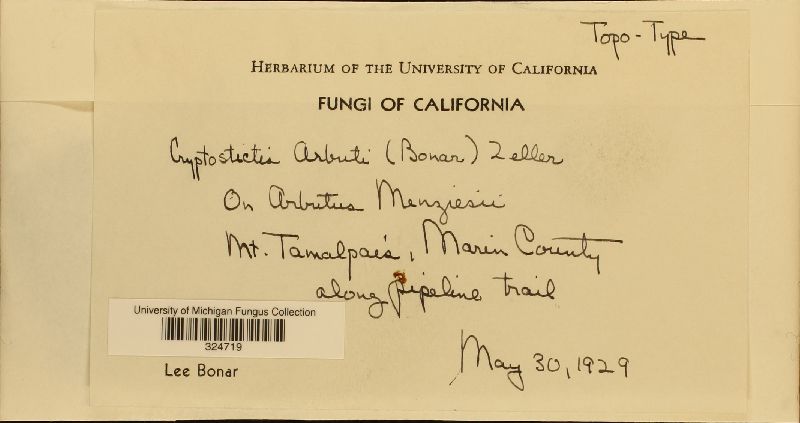 Topo-Type
HERBARIUM OF THE UNIVERSITY OF CALIFORNIA
FUNGI OF CALIFORNIA
Cryptostictis Arbuti (Bonar) Zeller
On Arbutus Menziesii
Mt. Tamalpais, Marin County
along pipeline trail
University of Michigan Fungus Collection
324719
Lee Bonar
May 30, 1929